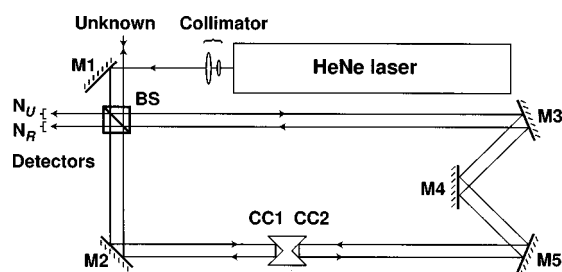 Unknown
Collimator
M1
HeNe laser
BS
N_U
N_R
Detectors
M3
M4
CC1 CC2
M2
M5